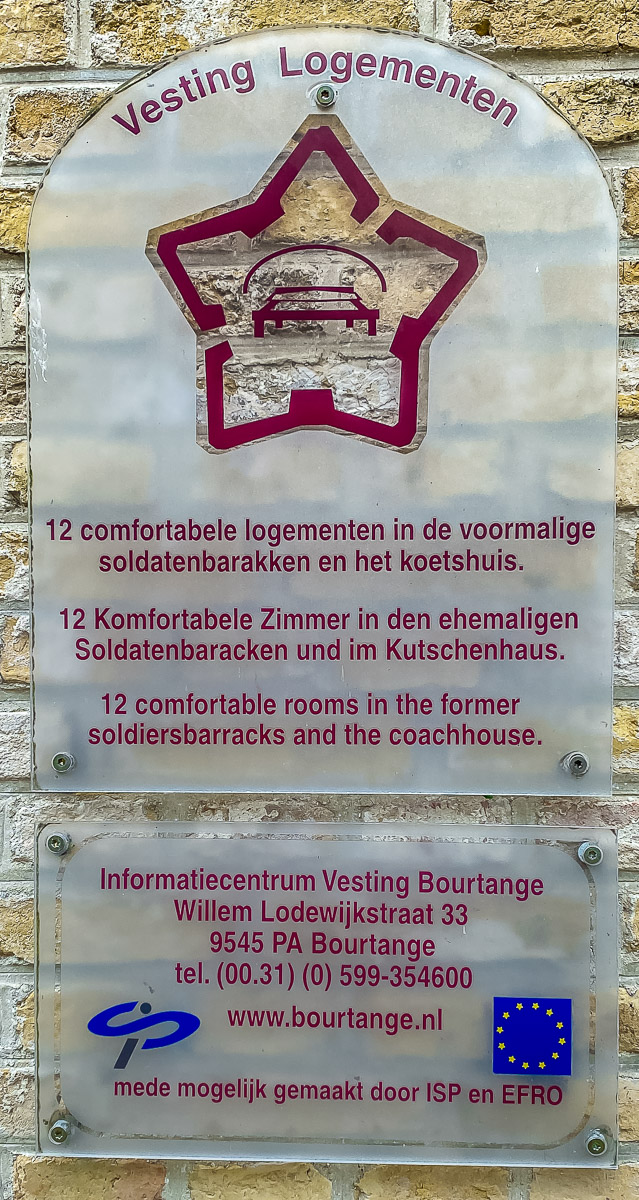 Vesting Logementen
12 comfortabele logementen in de voormalige
soldatenbarakken en het koetshuis.
12 Komfortabele Zimmer in den ehemaligen
Soldatenbaracken und im Kutschenhaus.
12 comfortable rooms in the former
soldiersbarracks and the coachhouse.
Informatiecentrum Vesting Bourtange
Willem Lodewijkstraat 33
9545 PA Bourtange
tel. (00.31) (0) 599-354600
www.bourtange.nl
mede mogelijk gemaakt door ISP en EFRO